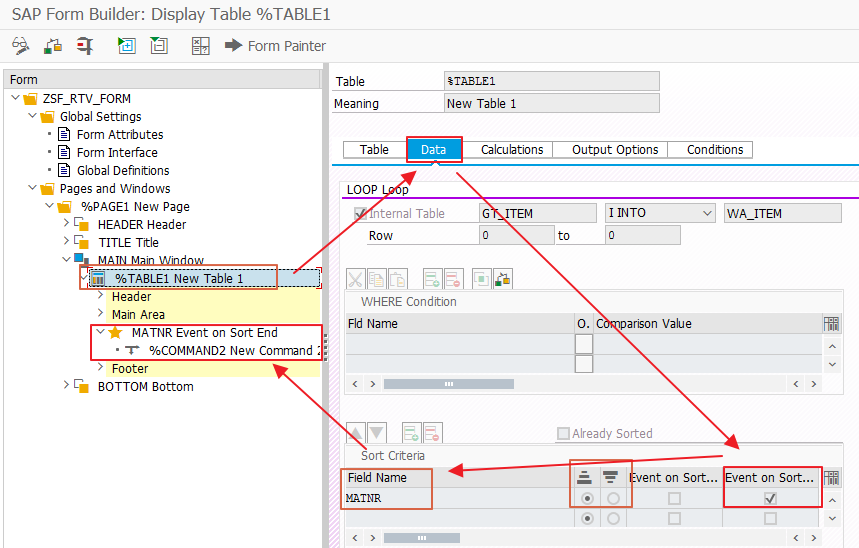 SAP Form Builder: Display Table %TABLE1
Form Painter
Form
ZSF_RTV_FORM
Global Settings
Form Attributes
Form Interface
Global Definitions
Pages and Windows
%PAGE1 New Page
HEADER Header
TITLE Title
MAIN Main Window
%TABLE1 New Table 1
Header
Main Area
MATNR Event on Sort End
%COMMAND2 New Command 2
Footer
BOTTOM Bottom
Table %TABLE1
Meaning New Table 1
Table Data Calculations Output Options Conditions
LOOP Loop
Internal Table GT_ITEM I INTO WA_ITEM
Row 0 to 0
WHERE Condition
Fld Name O. Comparison Value
Already Sorted
Sort Criteria
Field Name Event on Sort... Event on Sort...
MATNR